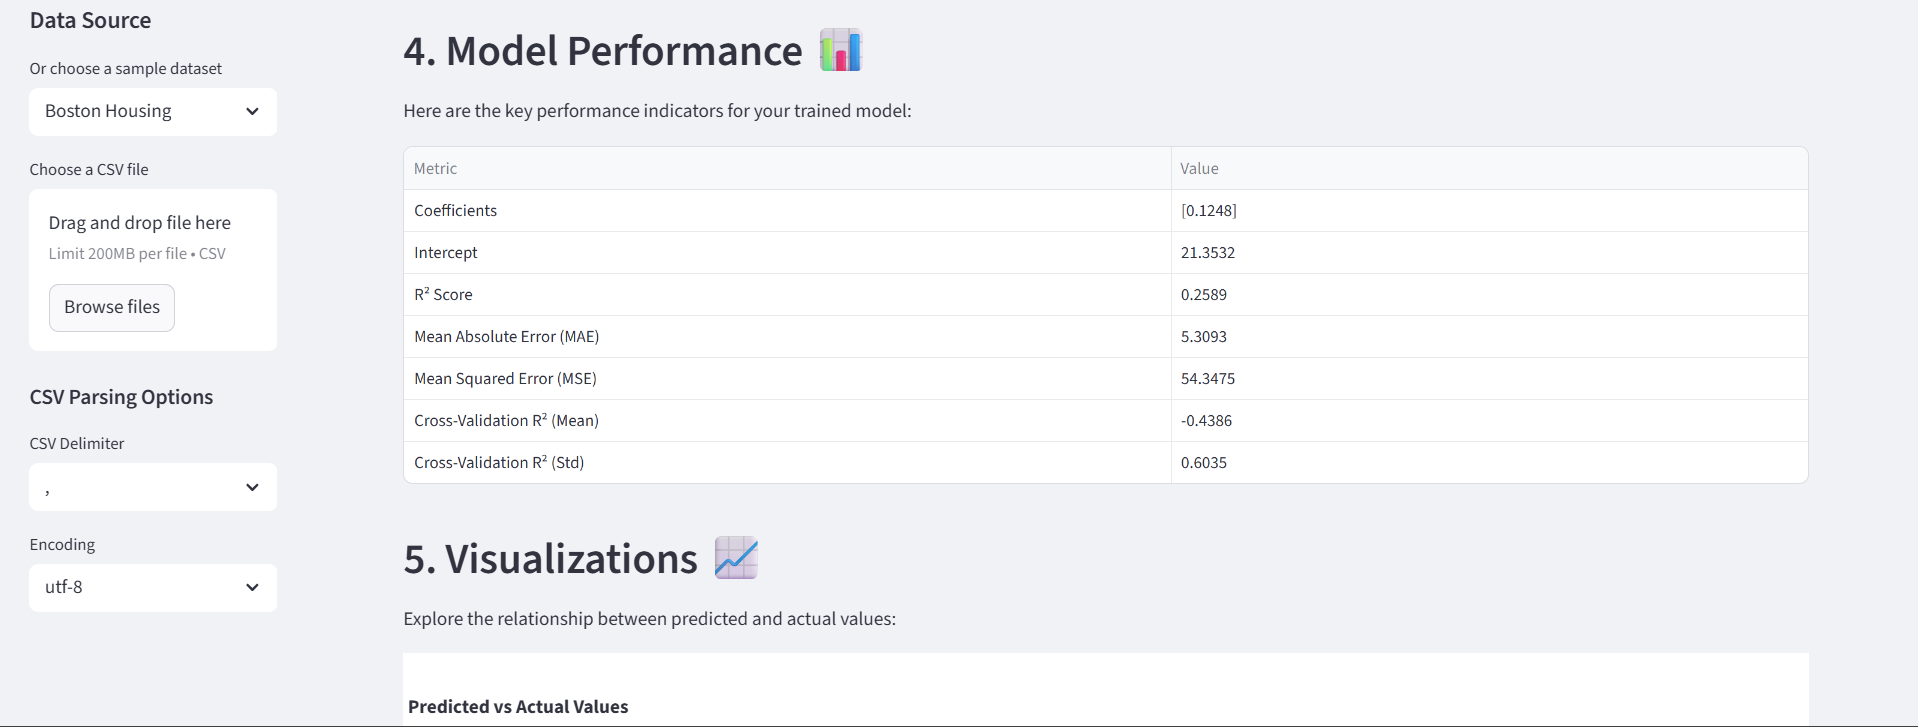 Data Source
Or choose a sample dataset
Boston Housing
Choose a CSV file
Drag and drop file here
Limit 200MB per file • CSV
Browse files
CSV Parsing Options
CSV Delimiter
,
Encoding
utf-8
4. Model Performance
Here are the key performance indicators for your trained model:
Metric Value
Coefficients [0.1248]
Intercept 21.3532
R² Score 0.2589
Mean Absolute Error (MAE) 5.3093
Mean Squared Error (MSE) 54.3475
Cross-Validation R² (Mean) -0.4386
Cross-Validation R² (Std) 0.6035
5. Visualizations
Explore the relationship between predicted and actual values:
Predicted vs Actual Values